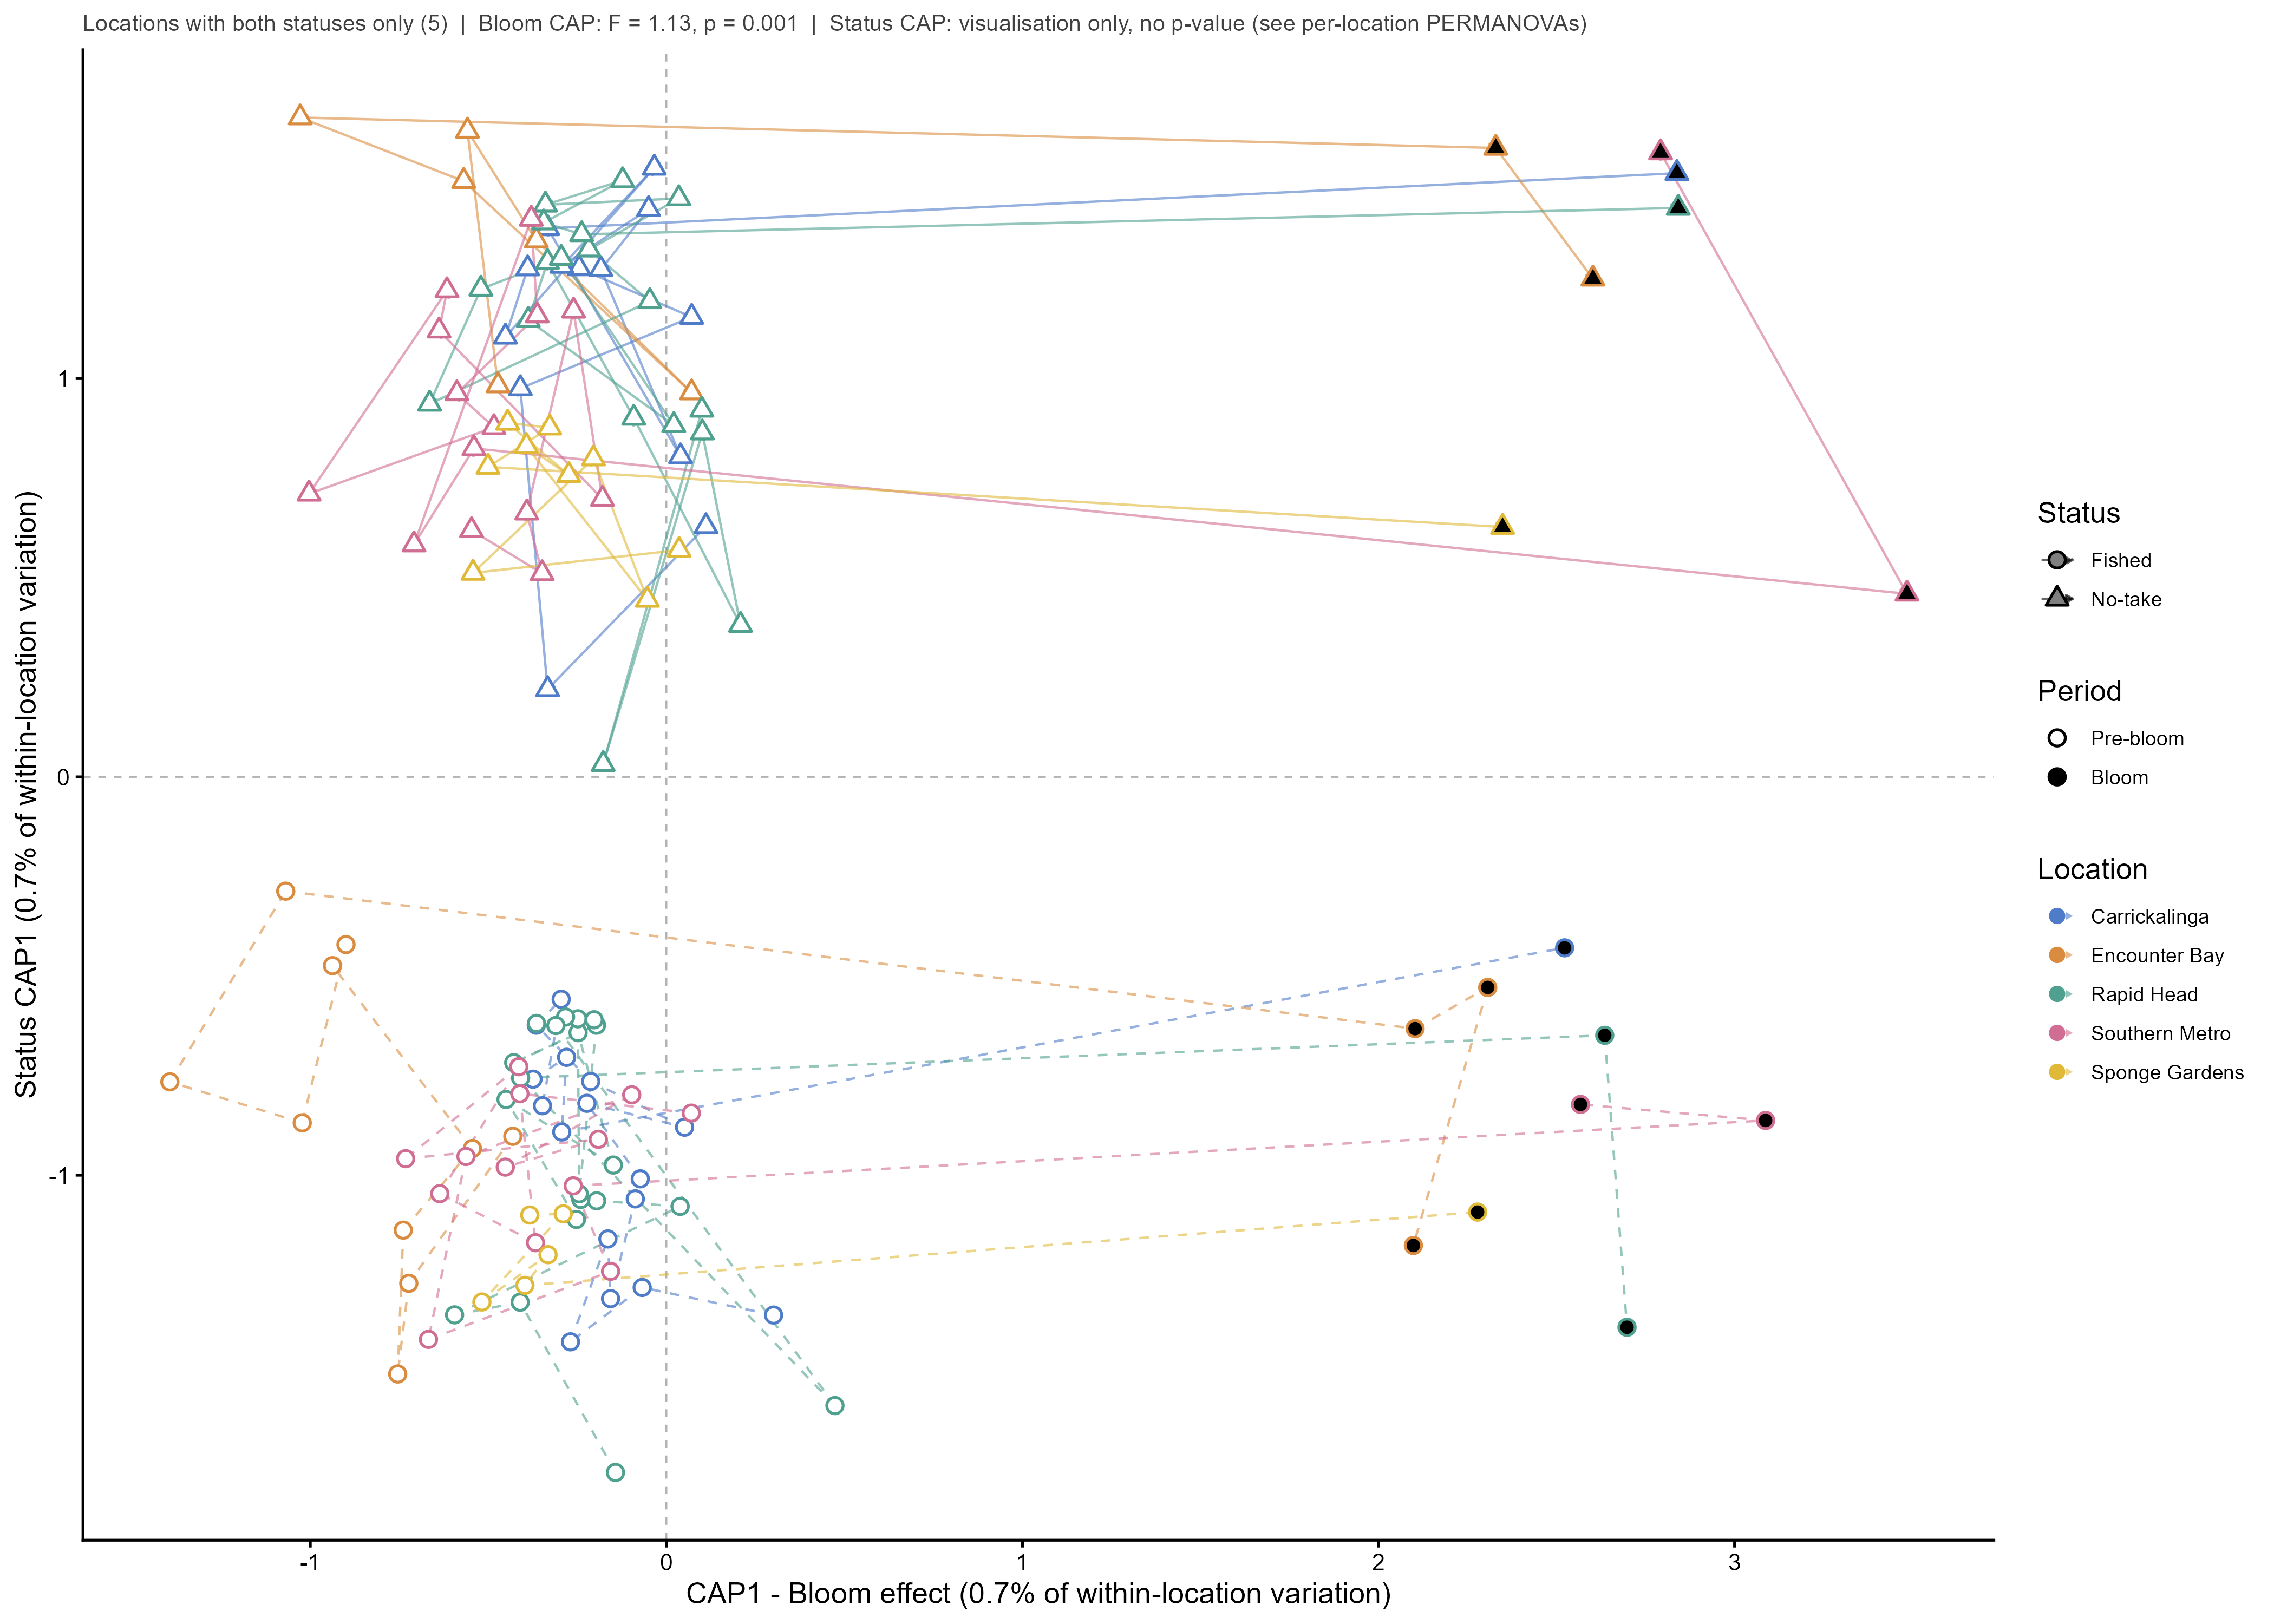 Locations with both statuses only (5) | Bloom CAP: F = 1.13, p = 0.001 | Status CAP: visualisation only, no p-value (see per-location PERMANOVAs)
Status CAP1 (0.7% of within-location variation)
1
0
-1
-1
0
1
2
3
CAP1 - Bloom effect (0.7% of within-location variation)
Status
Fished
No-take
Period
Pre-bloom
Bloom
Location
Carrickalinga
Encounter Bay
Rapid Head
Southern Metro
Sponge Gardens